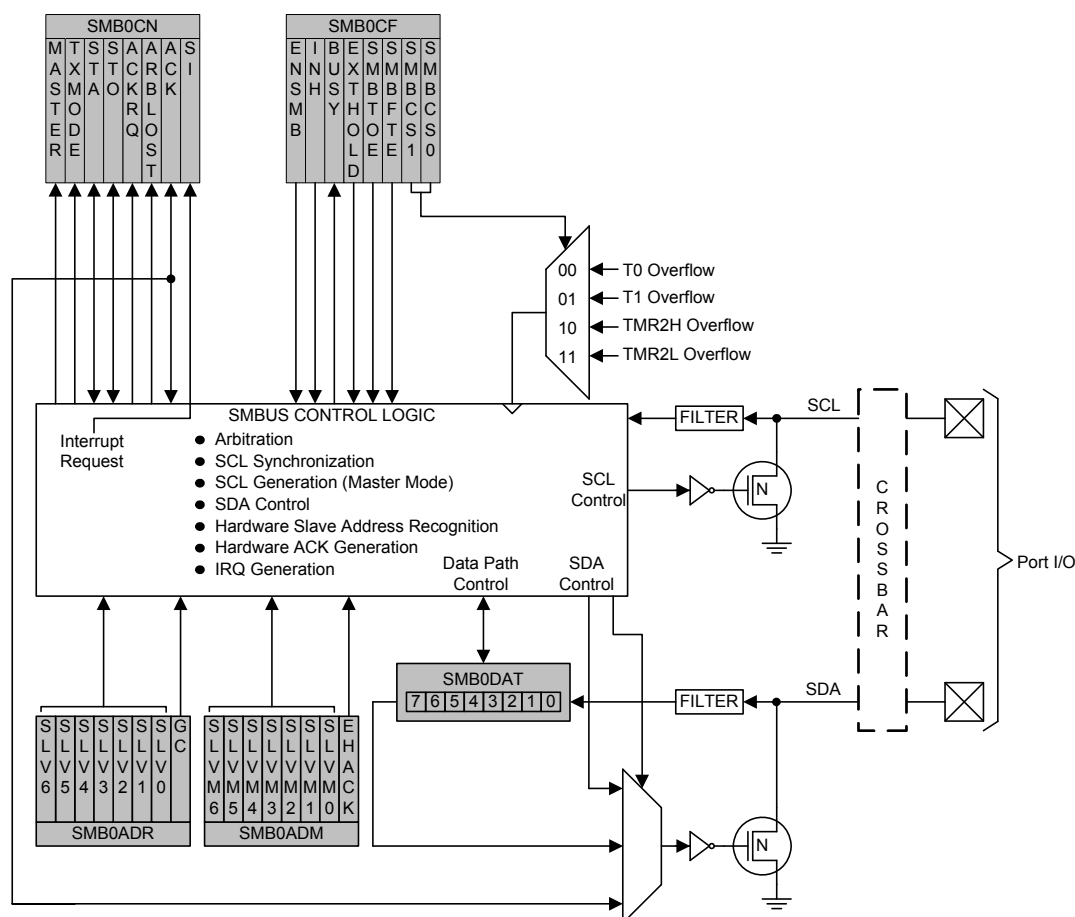 SMB0CN
MASTER
TXMODE
STA
STO
ACKRQ
ARBLOST
ACK
SI
SMB0CF
ENSMB
INH
BUSY
EXTHOLD
SMBTOE
SMBFTE
SMBCS1
SMBCS0
00
01
10
11
T0 Overflow
T1 Overflow
TMR2H Overflow
TMR2L Overflow
SMBUS CONTROL LOGIC
Interrupt
Request
● Arbitration
● SCL Synchronization
● SCL Generation (Master Mode)
● SDA Control
● Hardware Slave Address Recognition
● Hardware ACK Generation
● IRQ Generation
SCL
Control
Data Path
Control
SDA
Control
FILTER
SCL
N
CROSSBAR
Port I/O
SMB0DAT
7 6 5 4 3 2 1 0
FILTER
SDA
N
SLV6
SLV5
SLV4
SLV3
SLV2
SLV1
SLV0
GC
SMB0ADR
SLVM6
SLVM5
SLVM4
SLVM3
SLVM2
SLVM1
SLVM0
EHACK
SMB0ADM